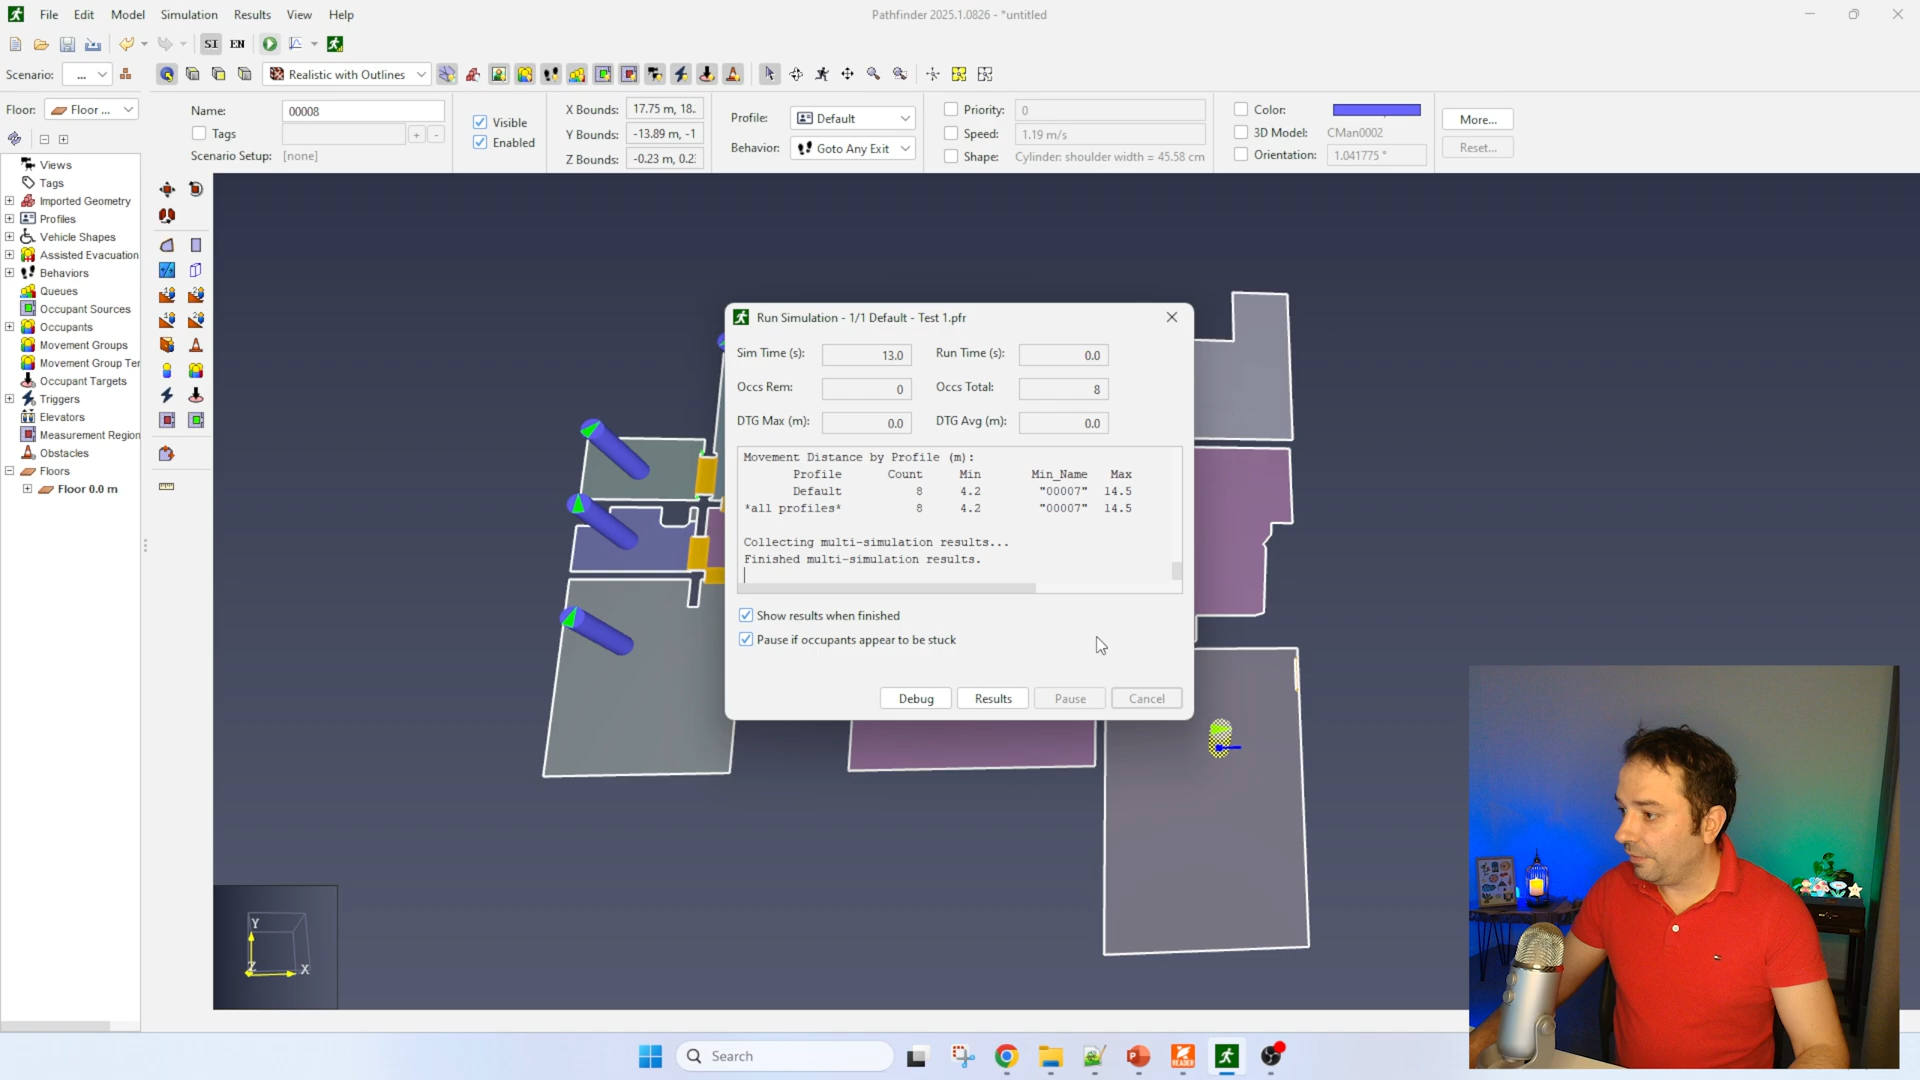 File Edit Model Simulation Results View Help
Pathfinder 2025.1.0826 - *untitled
SI EN
Scenario: ...
Realistic with Outlines
Floor: Floor ...
Name: 00008
Tags
+ -
Scenario Setup: [none]
Visible
Enabled
X Bounds: 17.75 m, 18..
Y Bounds: -13.89 m, -1
Z Bounds: -0.23 m, 0.2
Profile: Default
Behavior: Goto Any Exit
Priority: 0
Speed: 1.19 m/s
Shape: Cylinder: shoulder width = 45.58 cm
Color:
3D Model: CMan0002
Orientation: 1.041775 °
More...
Reset...
Views
Tags
Imported Geometry
Profiles
Vehicle Shapes
Assisted Evacuation
Behaviors
Queues
Occupant Sources
Occupants
Movement Groups
Movement Group Ter
Occupant Targets
Triggers
Elevators
Measurement Region
Obstacles
Floors
Floor 0.0 m
Run Simulation - 1/1 Default - Test 1.pfr
Sim Time (s): 13.0 Run Time (s): 0.0
Occs Rem: 0 Occs Total: 8
DTG Max (m): 0.0 DTG Avg (m): 0.0
Movement Distance by Profile (m):
Profile Count Min Min_Name Max
Default 8 4.2 "00007" 14.5
*all profiles* 8 4.2 "00007" 14.5
Collecting multi-simulation results...
Finished multi-simulation results.
Show results when finished
Pause if occupants appear to be stuck
Debug Results Pause Cancel
Y
Z X
Search
READER